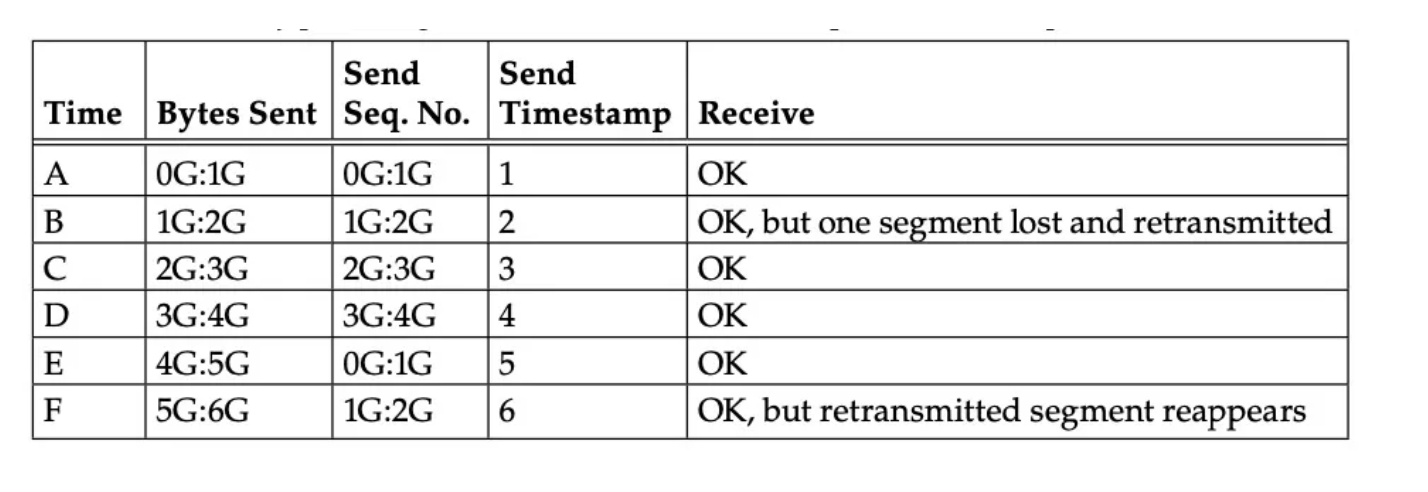 Time Bytes Sent Send Seq. No. Send Timestamp Receive
A 0G:1G 0G:1G 1 OK
B 1G:2G 1G:2G 2 OK, but one segment lost and retransmitted
C 2G:3G 2G:3G 3 OK
D 3G:4G 3G:4G 4 OK
E 4G:5G 0G:1G 5 OK
F 5G:6G 1G:2G 6 OK, but retransmitted segment reappears